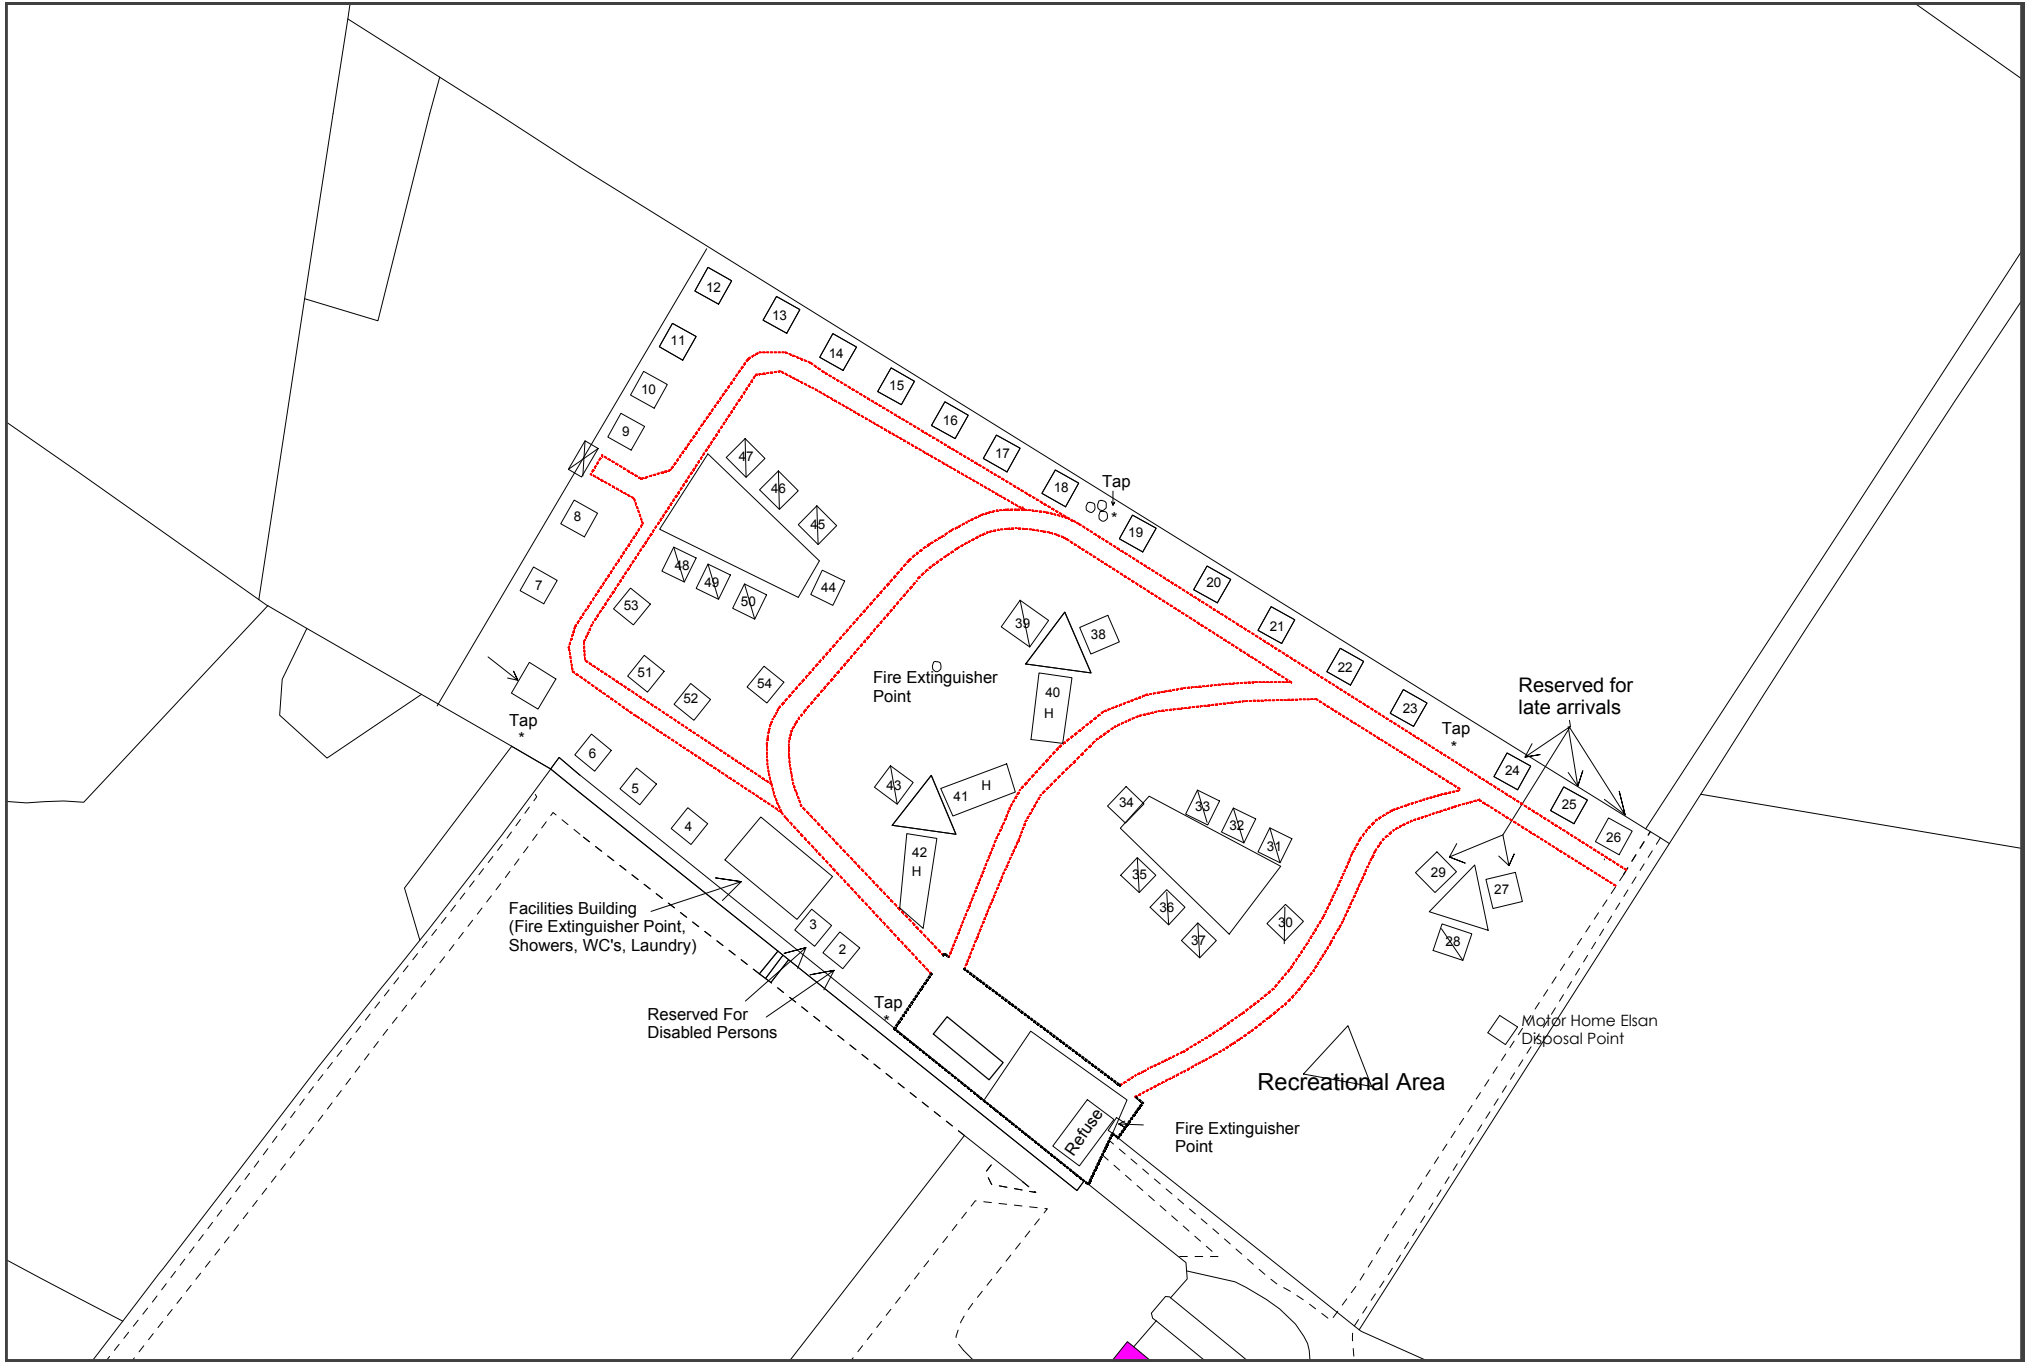 12
13
11
14
10
15
9
16
17
47
46
18
Tap
*
45
8
19
48
49
50
44
7
20
53
39
38
21
51
52
54
Fire Extinguisher
Point
40
H
22
23
Reserved for
late arrivals
Tap
*
Tap
*
6
5
4
43
41 H
42
H
34
33
32
31
24
25
26
35
36
37
30
29
27
28
Facilities Building
(Fire Extinguisher Point,
Showers, WC's, Laundry)
3
2
Reserved For
Disabled Persons
Tap
*
Motor Home Elsan
Disposal Point
Recreational Area
Refuse
Fire Extinguisher
Point